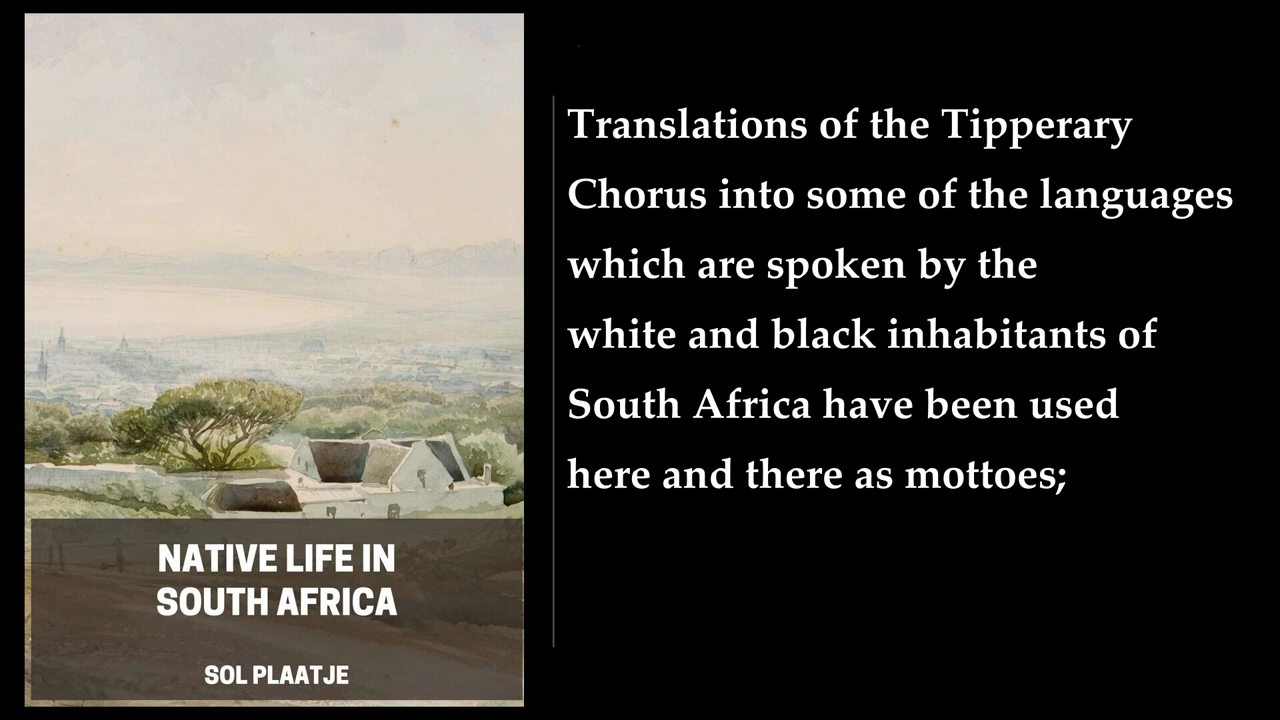 NATIVE LIFE IN
SOUTH AFRICA
SOL PLAATJE
Translations of the Tipperary
Chorus into some of the languages
which are spoken by the
white and black inhabitants of
South Africa have been used
here and there as mottoes;